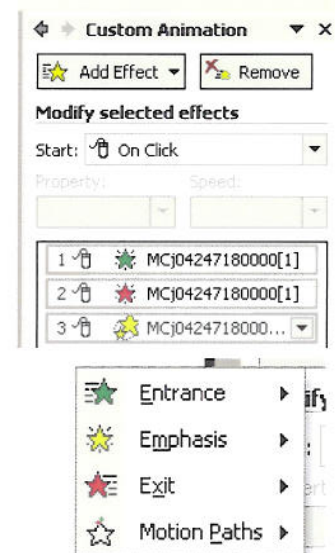 Custom Animation
Add Effect Remove
Modify selected effects
Start: On Click
Property: Speed:
1 MCj04247180000[1]
2 MCj04247180000[1]
3 MCj0424718000...
Entrance
Emphasis
Exit
Motion Paths